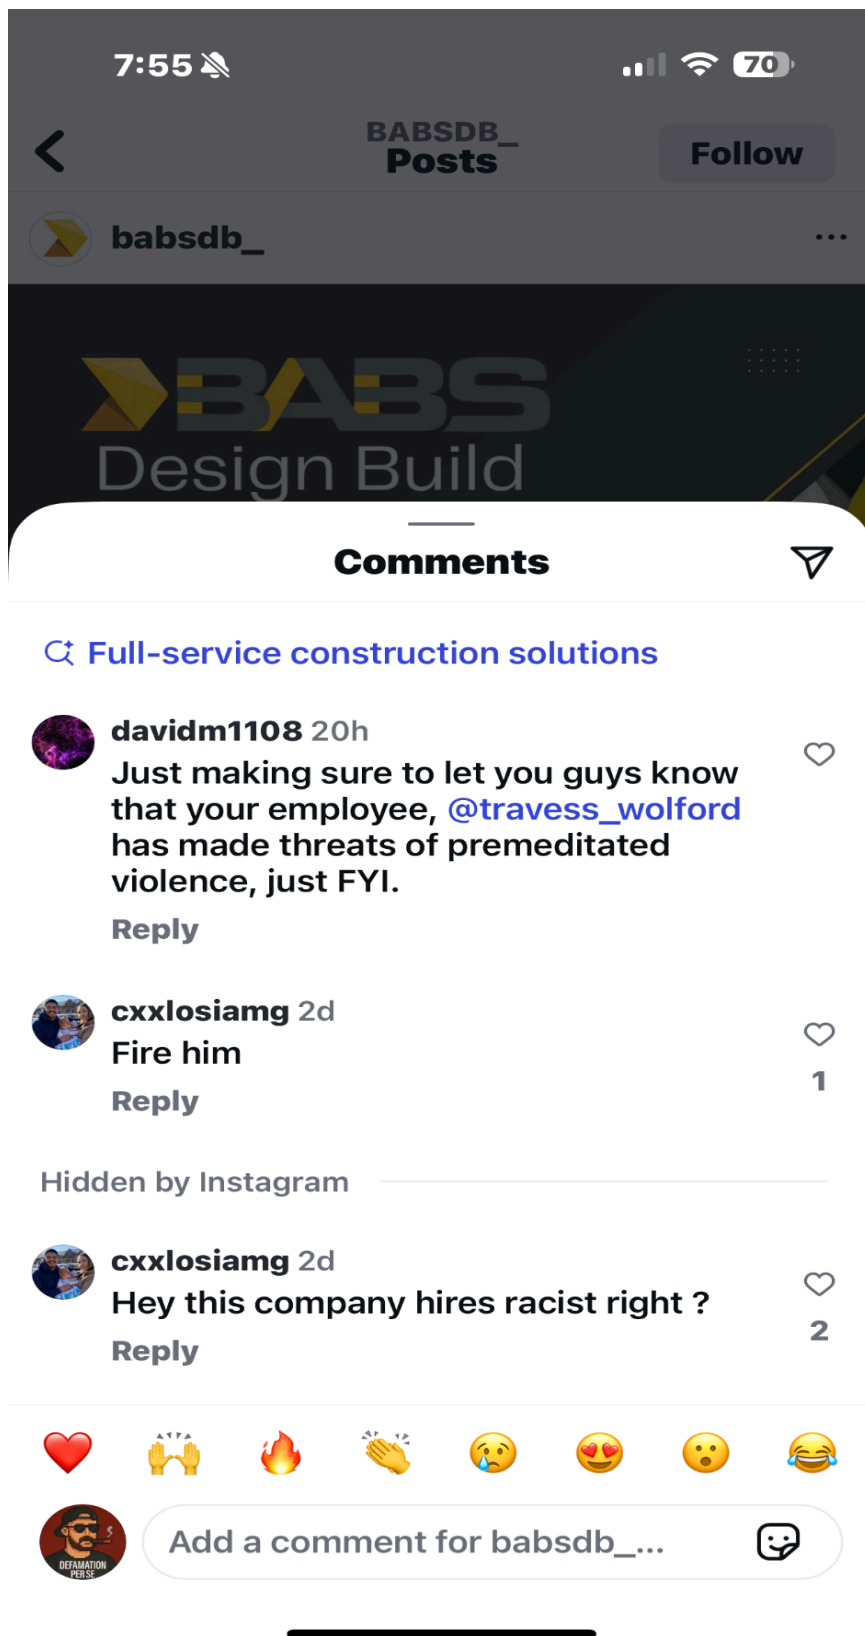 7:55
70
BABSDB_
Posts
Follow
babsdb_
BABS
Design Build
Comments
Full-service construction solutions
davidm1108 20h
Just making sure to let you guys know
that your employee, @travess_wolford
has made threats of premeditated
violence, just FYI.
Reply
cxxlosiamg 2d
Fire him
1
Reply
Hidden by Instagram
cxxlosiamg 2d
Hey this company hires racist right ?
2
Reply
DEFAMATION
PER SE
Add a comment for babsdb_...